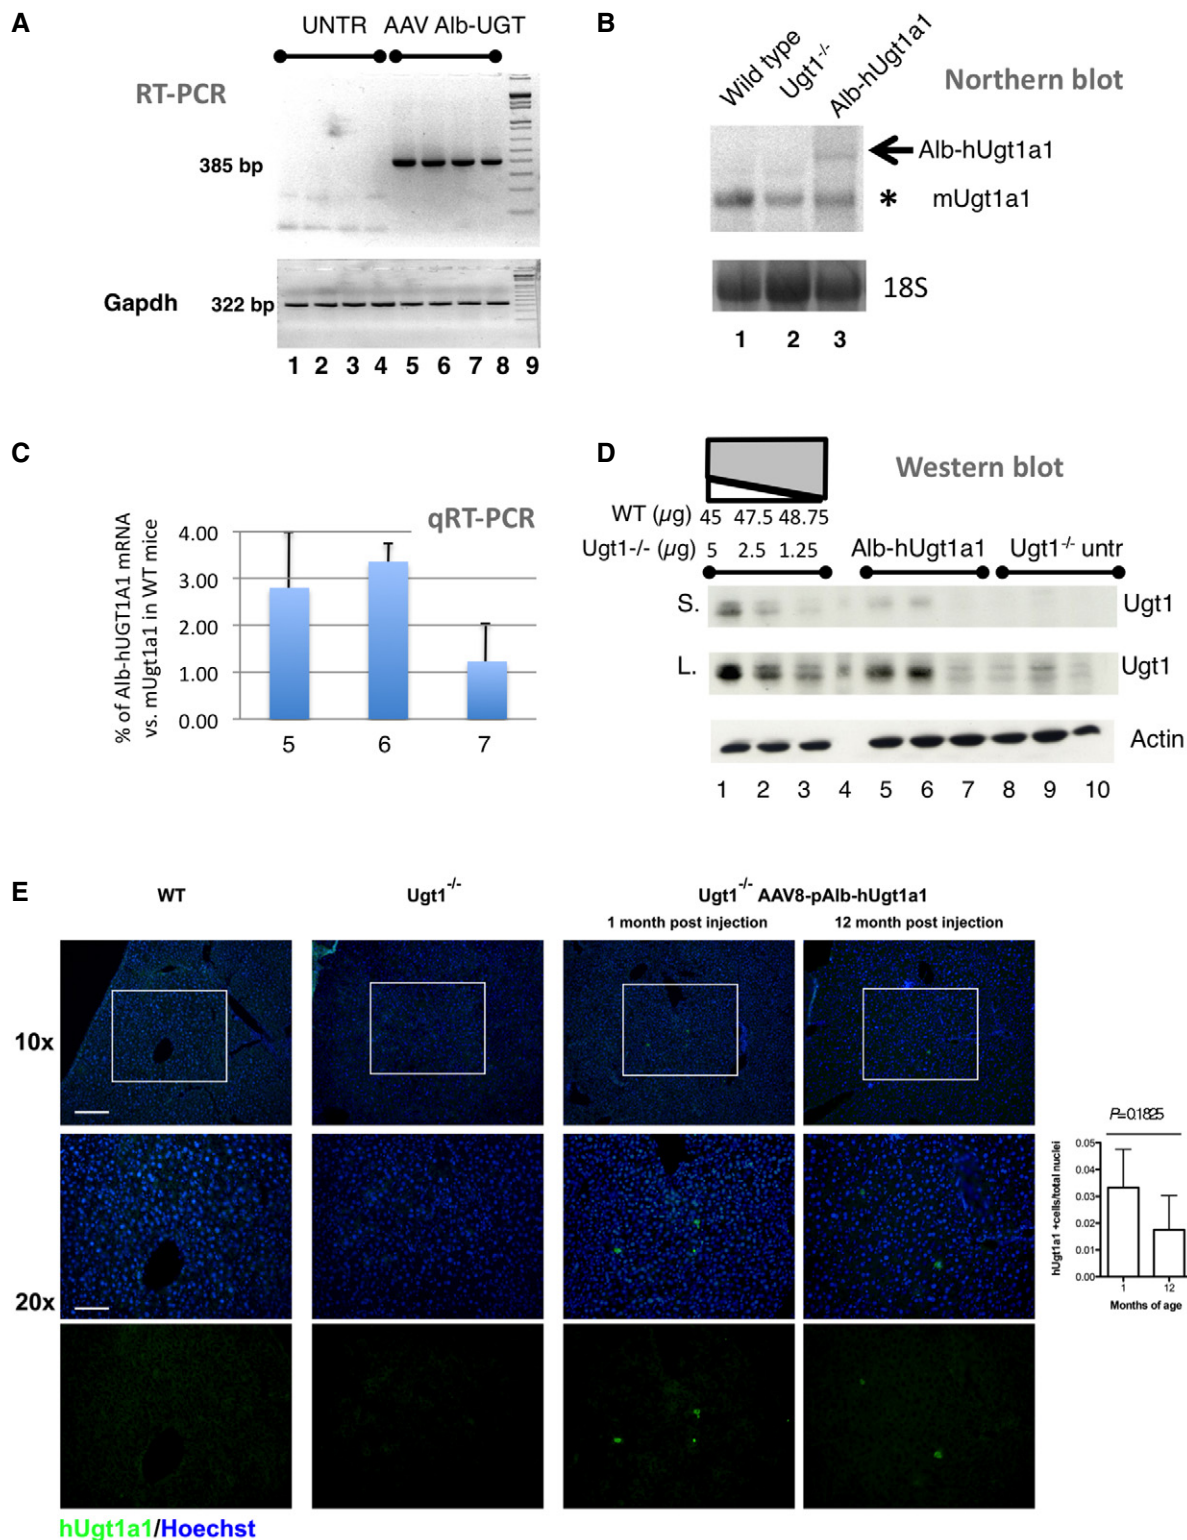 A
UNTR AAV Alb-UGT
RT-PCR
385 bp
Gapdh 322 bp
1 2 3 4 5 6 7 8 9
B
Wild type Ugt1-/- Alb-hUgt1a1
Northern blot
Alb-hUgt1a1
* mUgt1a1
18S
1 2 3
C
qRT-PCR
% of Alb-hUGT1A1 mRNA
vs. mUgt1a1 in WT mice
4.00
3.00
2.00
1.00
0.00
5 6 7
D
Western blot
WT (µg) 45 47.5 48.75
Ugt1-/- (µg) 5 2.5 1.25
Alb-hUgt1a1 Ugt1-/- untr
S. Ugt1
L. Ugt1
Actin
1 2 3 4 5 6 7 8 9 10
E
WT Ugt1-/- Ugt1-/- AAV8-pAlb-hUgt1a1
1 month post injection 12 month post injection
10x
20x
hUgt1a1/Hoechst
P=0.1825
hUgt1a1 +cells/total nuclei
0.05
0.04
0.03
0.02
0.01
0.00
1 12
Months of age